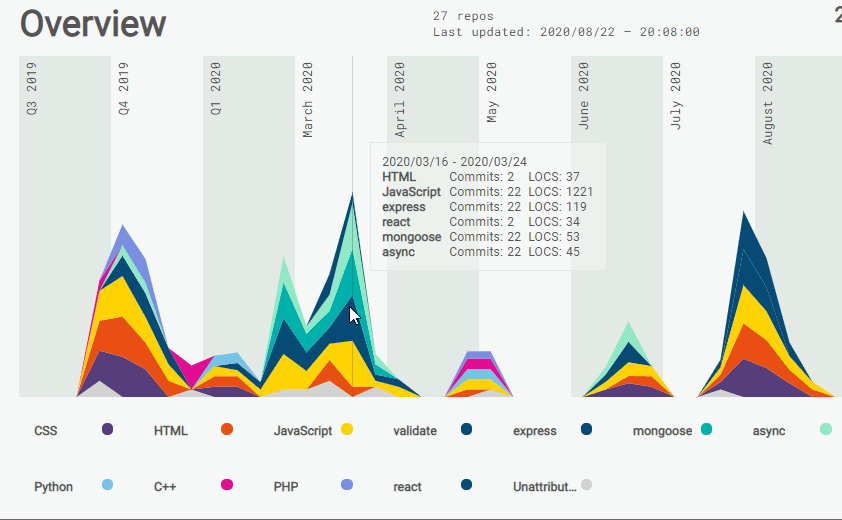 Overview
27 repos
Last updated: 2020/08/22 – 20:08:00
2
Q3 2019
Q4 2019
Q1 2020
March 2020
April 2020
May 2020
June 2020
July 2020
August 2020
2020/03/16 - 2020/03/24
HTML Commits: 2 LOCS: 37
JavaScript Commits: 22 LOCS: 1221
express Commits: 22 LOCS: 119
react Commits: 2 LOCS: 34
mongoose Commits: 22 LOCS: 53
async Commits: 22 LOCS: 45
CSS HTML JavaScript validate express mongoose async
Python C++ PHP react Unattribut...